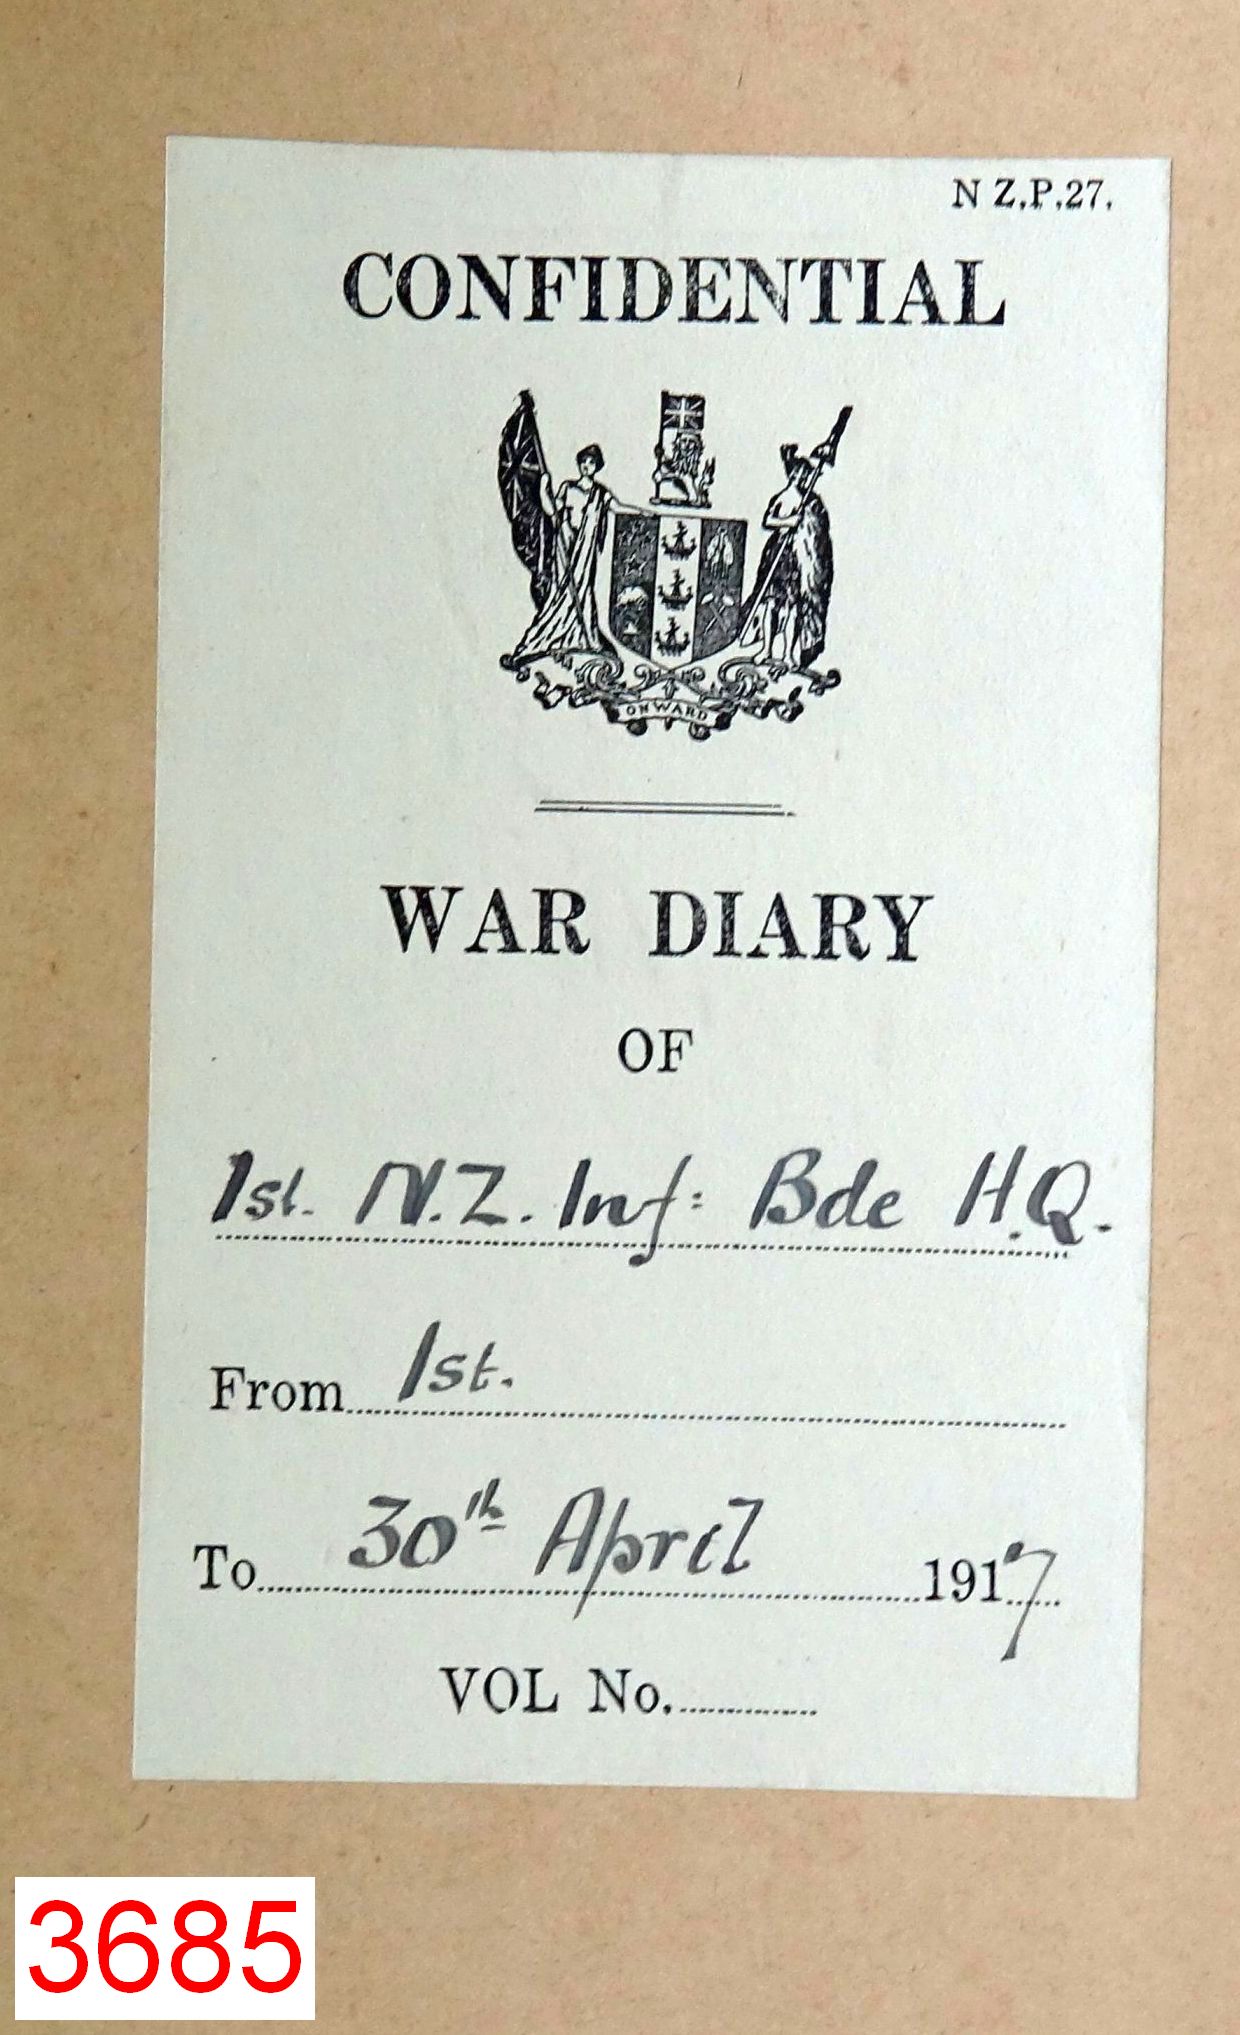 N Z.P.27.
CONFIDENTIAL
ONWARD
WAR DIARY
OF
1st. N.Z. Inf: Bde H.Q.
From 1st.
To 30th April 1917
VOL No.
3685